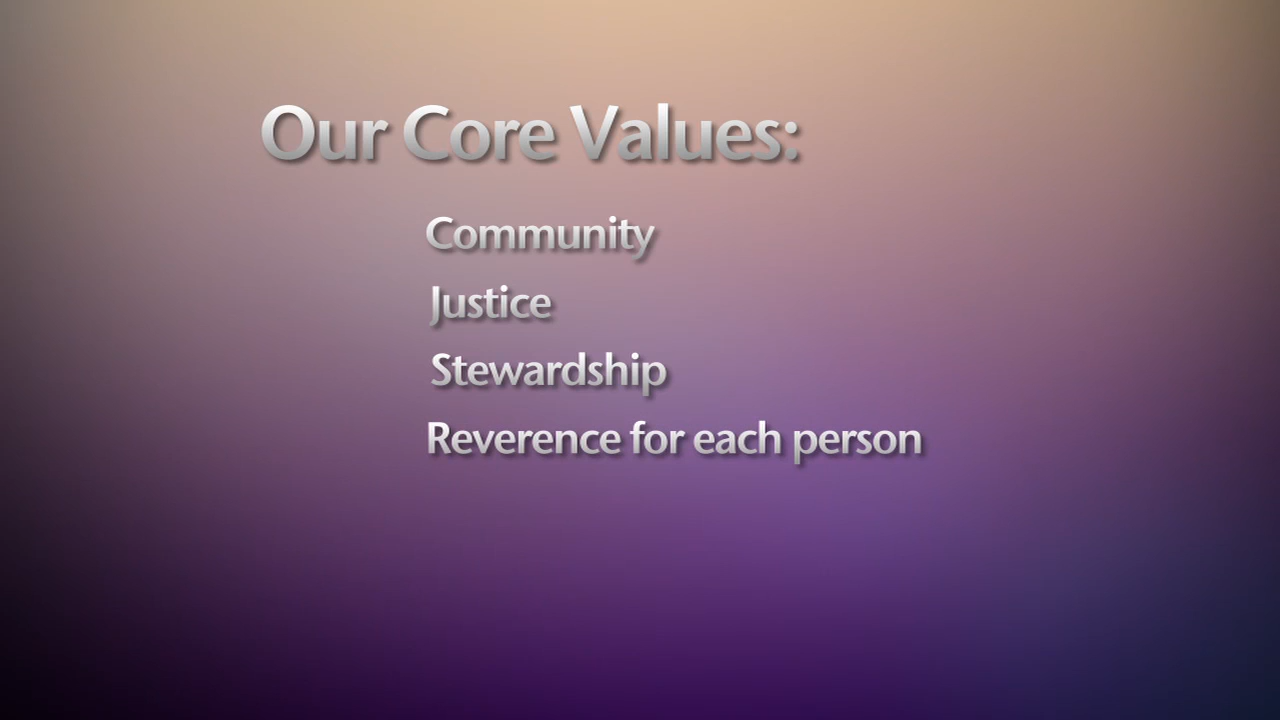 Our Core Values:
Community
Justice
Stewardship
Reverence for each person